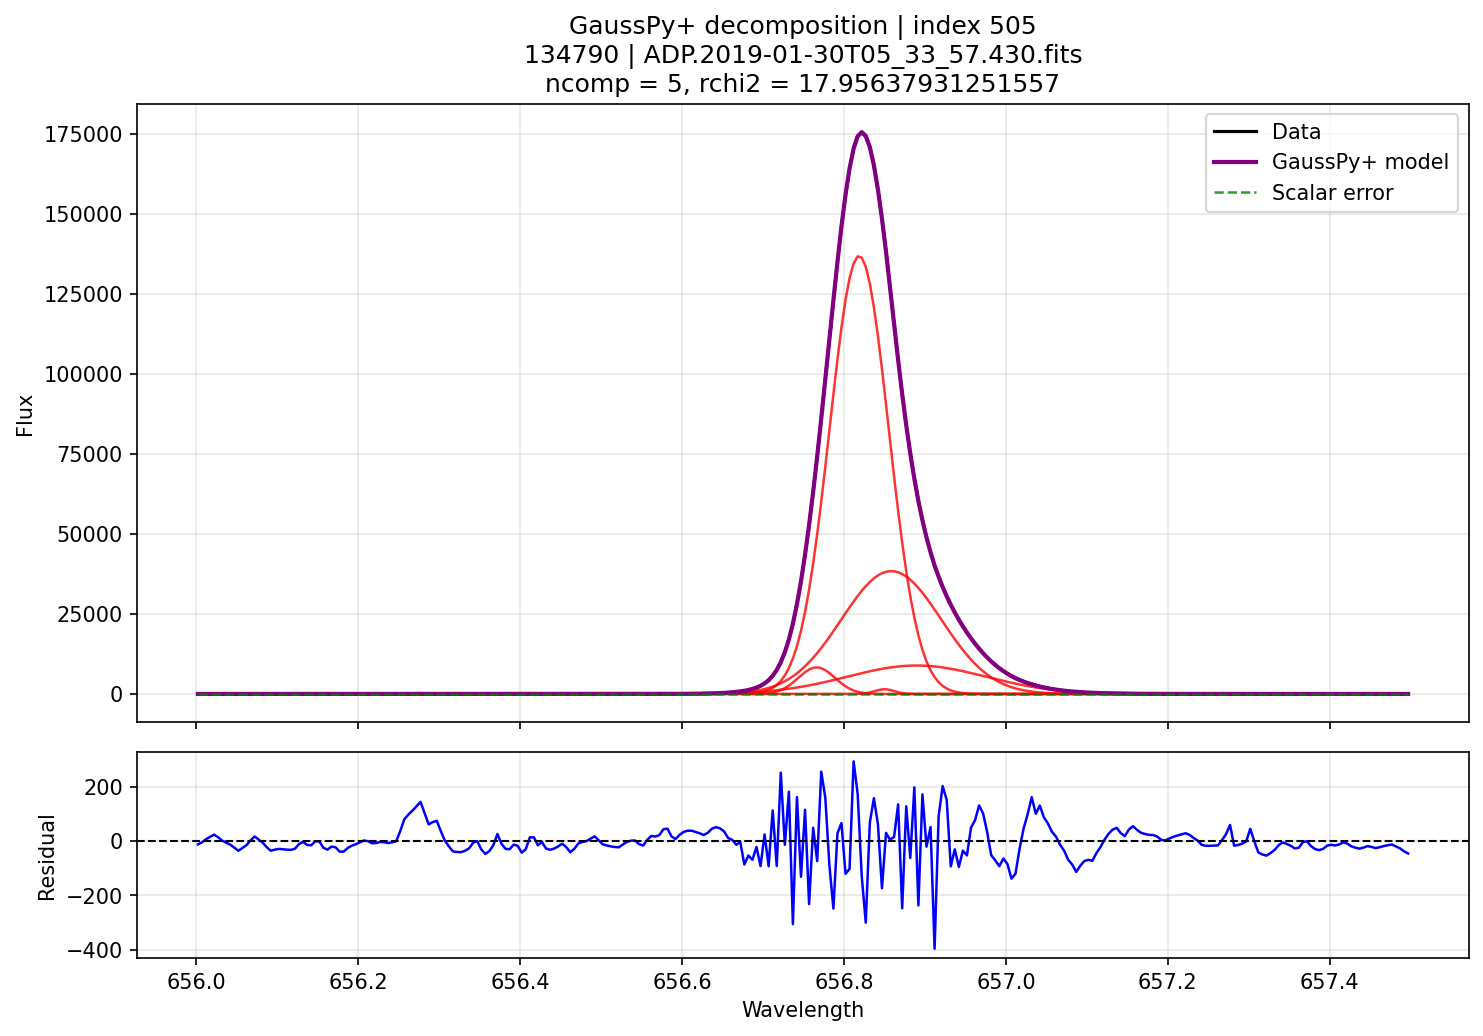 GaussPy+ decomposition | index 505
134790 | ADP.2019-01-30T05_33_57.430.fits
ncomp = 5, rchi2 = 17.95637931251557
175000
150000
125000
100000
75000
50000
25000
0
Flux
Data
GaussPy+ model
Scalar error
200
0
−200
−400
Residual
656.0
656.2
656.4
656.6
656.8
657.0
657.2
657.4
Wavelength